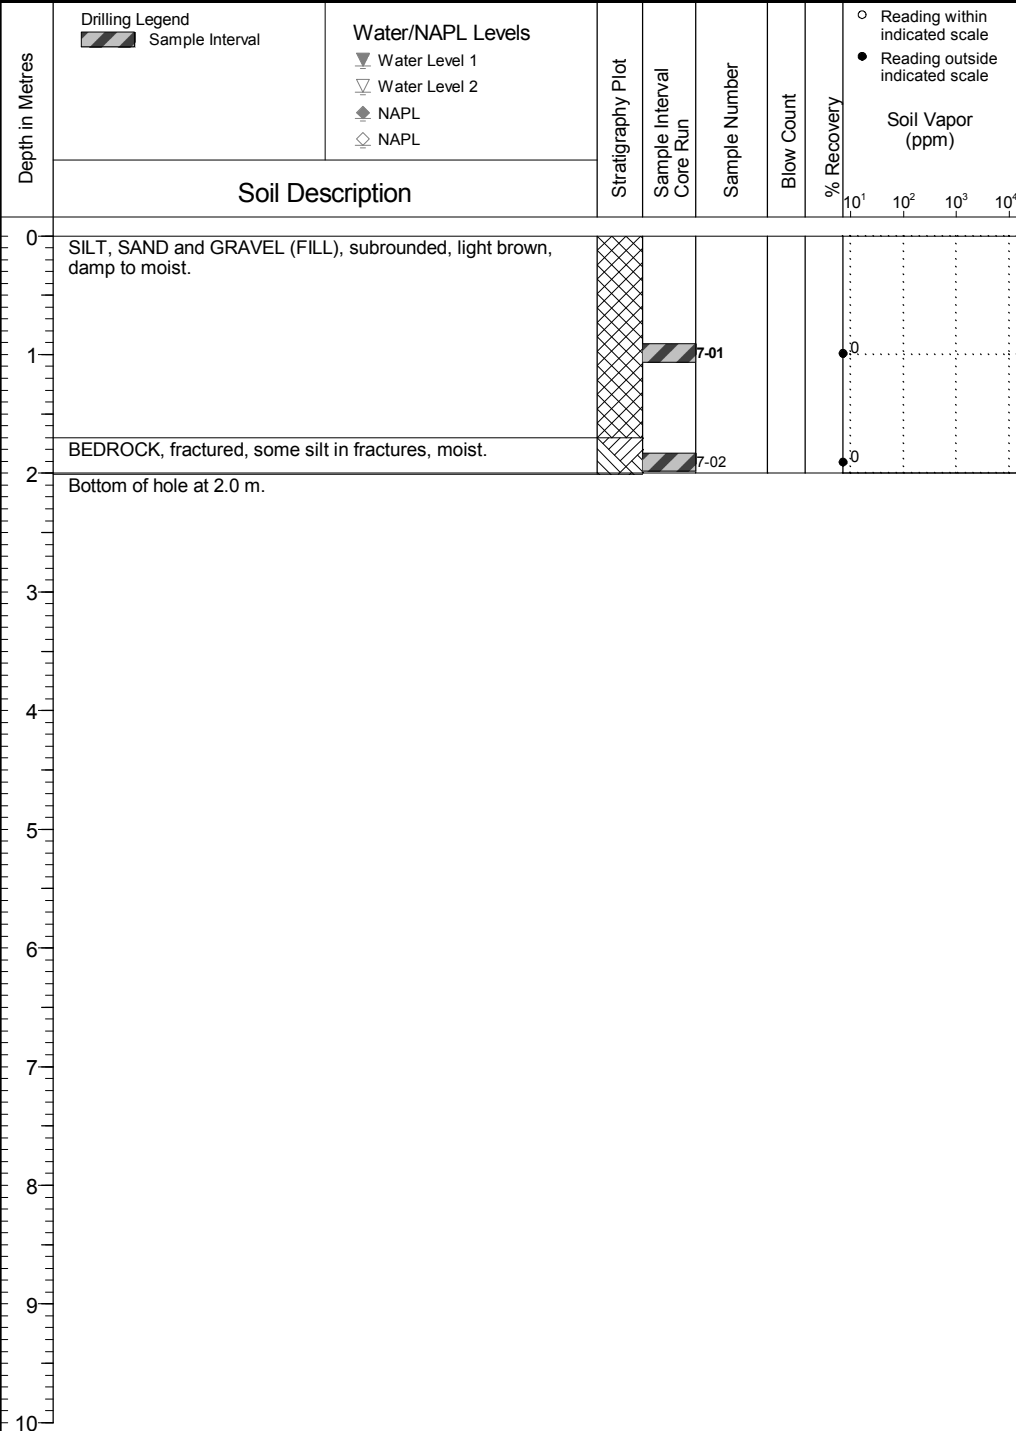 Drilling Legend
Sample Interval
Water/NAPL Levels
Water Level 1
Water Level 2
NAPL
NAPL
Depth in Metres
Soil Description
Stratigraphy Plot
Sample Interval
Core Run
Sample Number
Blow Count
% Recovery
Reading within
indicated scale
Reading outside
indicated scale
Soil Vapor
(ppm)
10¹ 10² 10³ 10⁴
0
SILT, SAND and GRAVEL (FILL), subrounded, light brown,
damp to moist.
1
7-01
0
BEDROCK, fractured, some silt in fractures, moist.
7-02
0
2
Bottom of hole at 2.0 m.
3
4
5
6
7
8
9
10